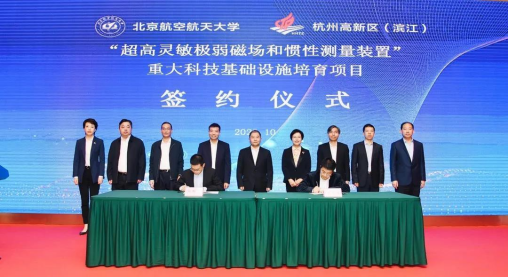 北京航空航天大学 杭州高新区（滨江）
“超高灵敏极弱磁场和惯性测量装置”
重大科技基础设施培育项目
签约仪式